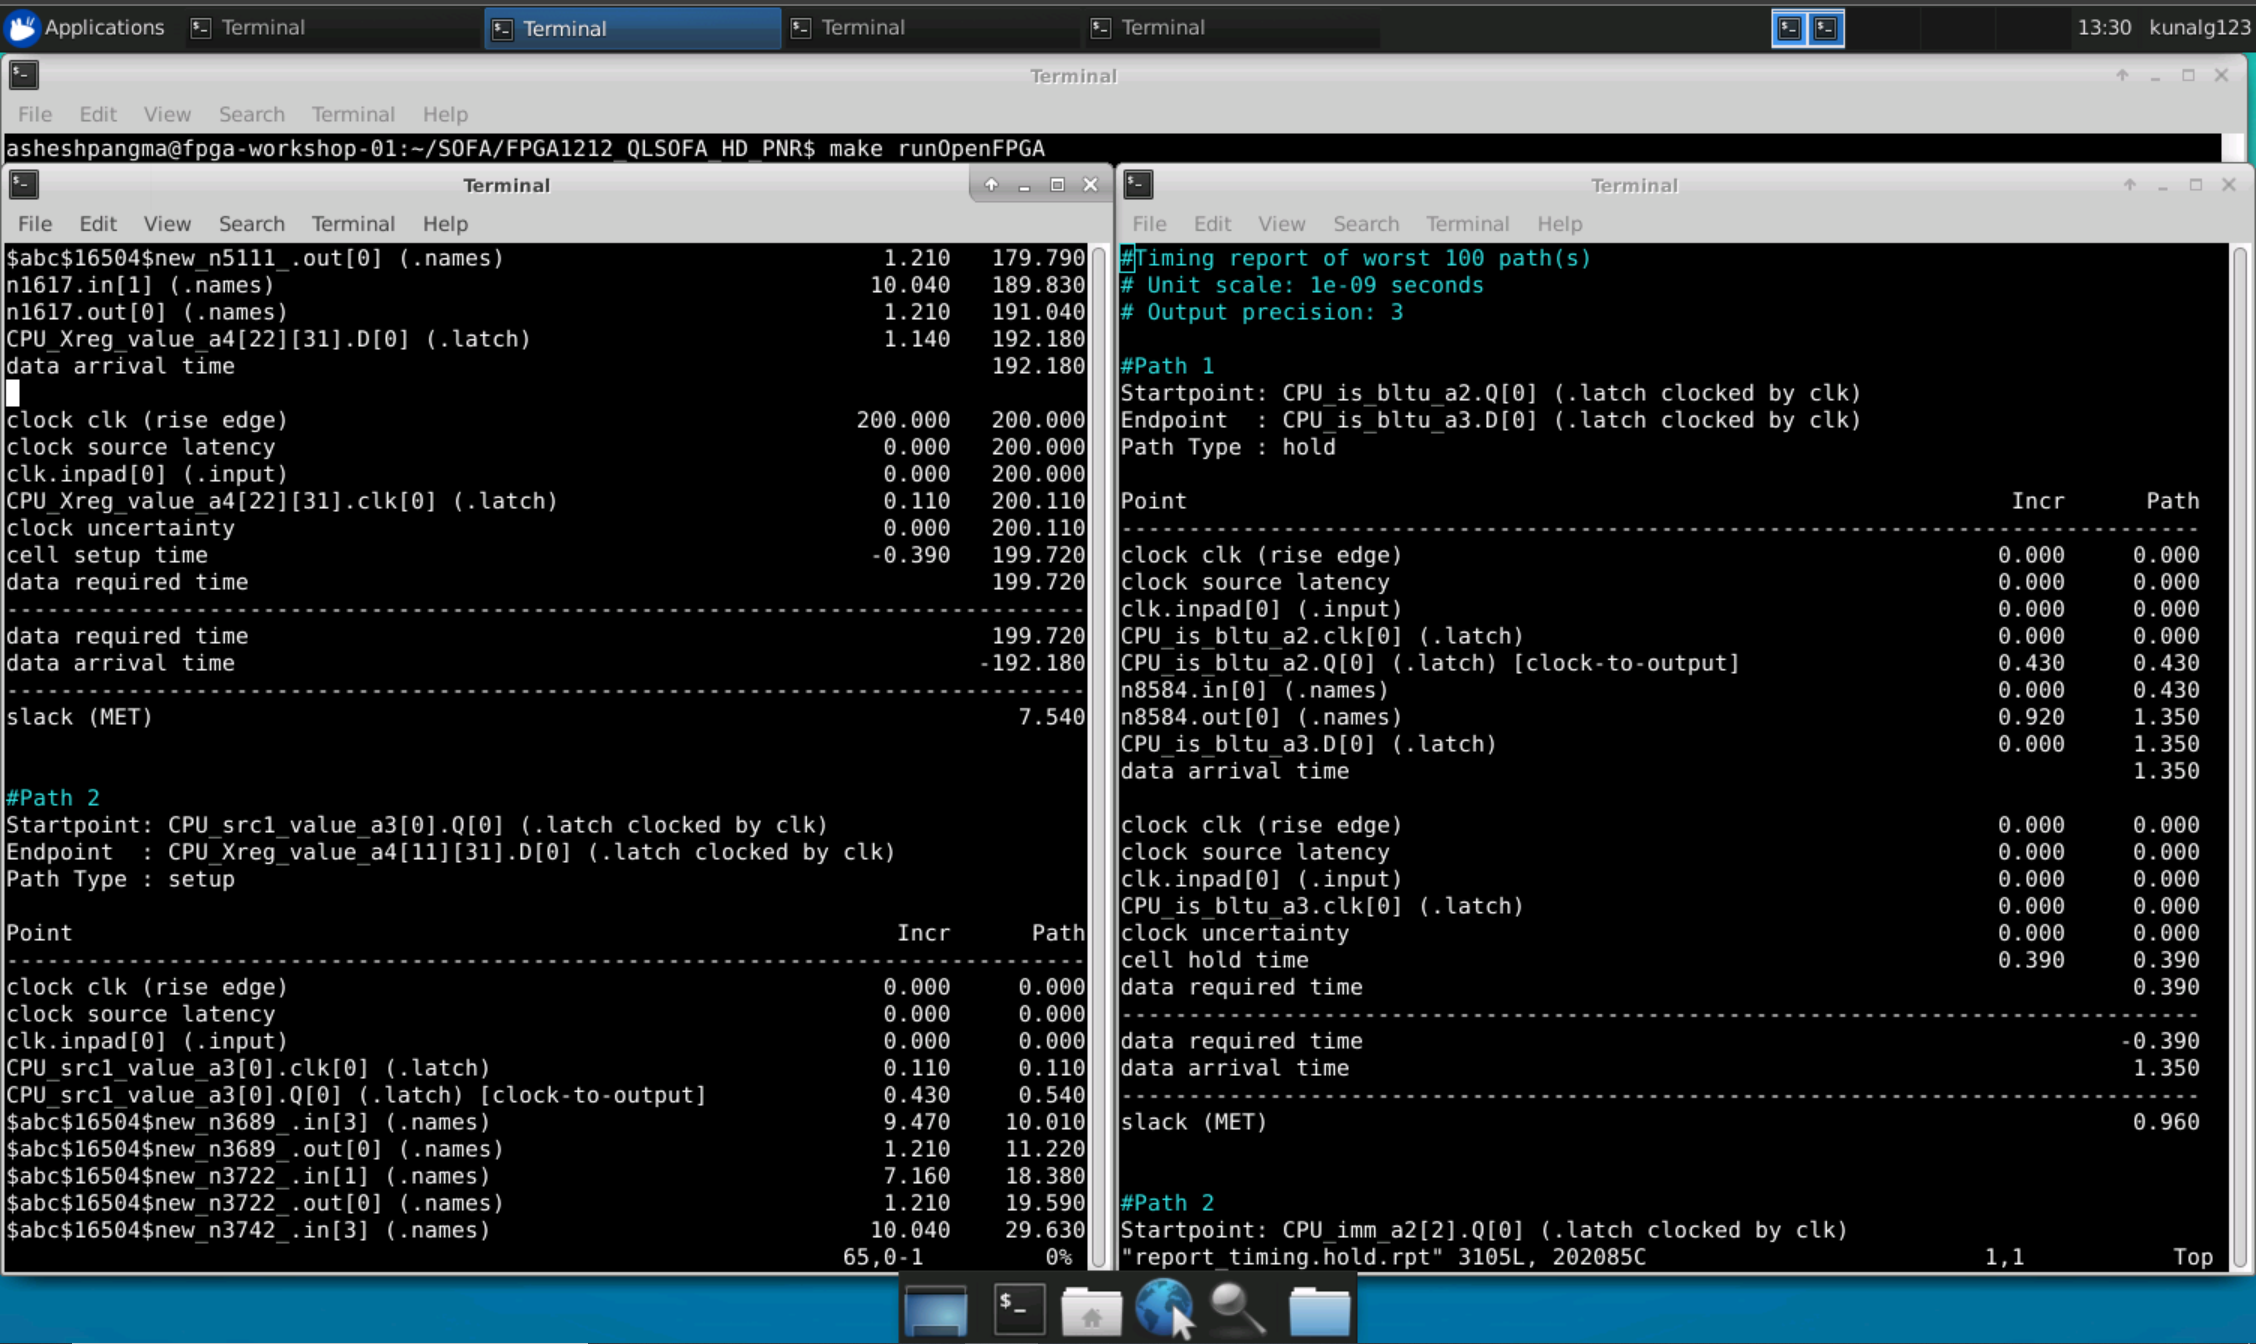 Applications Terminal Terminal Terminal Terminal 13:30 kunalg123
Terminal
File Edit View Search Terminal Help
asheshpangma@fpga-workshop-01:~/SOFA/FPGA1212_QLSOFA_HD_PNR$ make runOpenFPGA
Terminal
File Edit View Search Terminal Help
$abc$16504$new_n5111_.out[0] (.names) 1.210 179.790
n1617.in[1] (.names) 10.040 189.830
n1617.out[0] (.names) 1.210 191.040
CPU_Xreg_value_a4[22][31].D[0] (.latch) 1.140 192.180
data arrival time 192.180
clock clk (rise edge) 200.000 200.000
clock source latency 0.000 200.000
clk.inpad[0] (.input) 0.000 200.000
CPU_Xreg_value_a4[22][31].clk[0] (.latch) 0.110 200.110
clock uncertainty 0.000 200.110
cell setup time -0.390 199.720
data required time 199.720
--------------------------------------------------------------------------------
data required time 199.720
data arrival time -192.180
--------------------------------------------------------------------------------
slack (MET) 7.540
#Path 2
Startpoint: CPU_src1_value_a3[0].Q[0] (.latch clocked by clk)
Endpoint  : CPU_Xreg_value_a4[11][31].D[0] (.latch clocked by clk)
Path Type : setup
Point Incr Path
--------------------------------------------------------------------------------
clock clk (rise edge) 0.000 0.000
clock source latency 0.000 0.000
clk.inpad[0] (.input) 0.000 0.000
CPU_src1_value_a3[0].clk[0] (.latch) 0.110 0.110
CPU_src1_value_a3[0].Q[0] (.latch) [clock-to-output] 0.430 0.540
$abc$16504$new_n3689_.in[3] (.names) 9.470 10.010
$abc$16504$new_n3689_.out[0] (.names) 1.210 11.220
$abc$16504$new_n3722_.in[1] (.names) 7.160 18.380
$abc$16504$new_n3722_.out[0] (.names) 1.210 19.590
$abc$16504$new_n3742_.in[3] (.names) 10.040 29.630
65,0-1 0%
Terminal
File Edit View Search Terminal Help
#Timing report of worst 100 path(s)
# Unit scale: 1e-09 seconds
# Output precision: 3
#Path 1
Startpoint: CPU_is_bltu_a2.Q[0] (.latch clocked by clk)
Endpoint  : CPU_is_bltu_a3.D[0] (.latch clocked by clk)
Path Type : hold
Point Incr Path
--------------------------------------------------------------------------------
clock clk (rise edge) 0.000 0.000
clock source latency 0.000 0.000
clk.inpad[0] (.input) 0.000 0.000
CPU_is_bltu_a2.clk[0] (.latch) 0.000 0.000
CPU_is_bltu_a2.Q[0] (.latch) [clock-to-output] 0.430 0.430
n8584.in[0] (.names) 0.000 0.430
n8584.out[0] (.names) 0.920 1.350
CPU_is_bltu_a3.D[0] (.latch) 0.000 1.350
data arrival time 1.350
clock clk (rise edge) 0.000 0.000
clock source latency 0.000 0.000
clk.inpad[0] (.input) 0.000 0.000
CPU_is_bltu_a3.clk[0] (.latch) 0.000 0.000
clock uncertainty 0.000 0.000
cell hold time 0.390 0.390
data required time 0.390
--------------------------------------------------------------------------------
data required time -0.390
data arrival time 1.350
--------------------------------------------------------------------------------
slack (MET) 0.960
#Path 2
Startpoint: CPU_imm_a2[2].Q[0] (.latch clocked by clk)
"report_timing.hold.rpt" 3105L, 202085C 1,1 Top